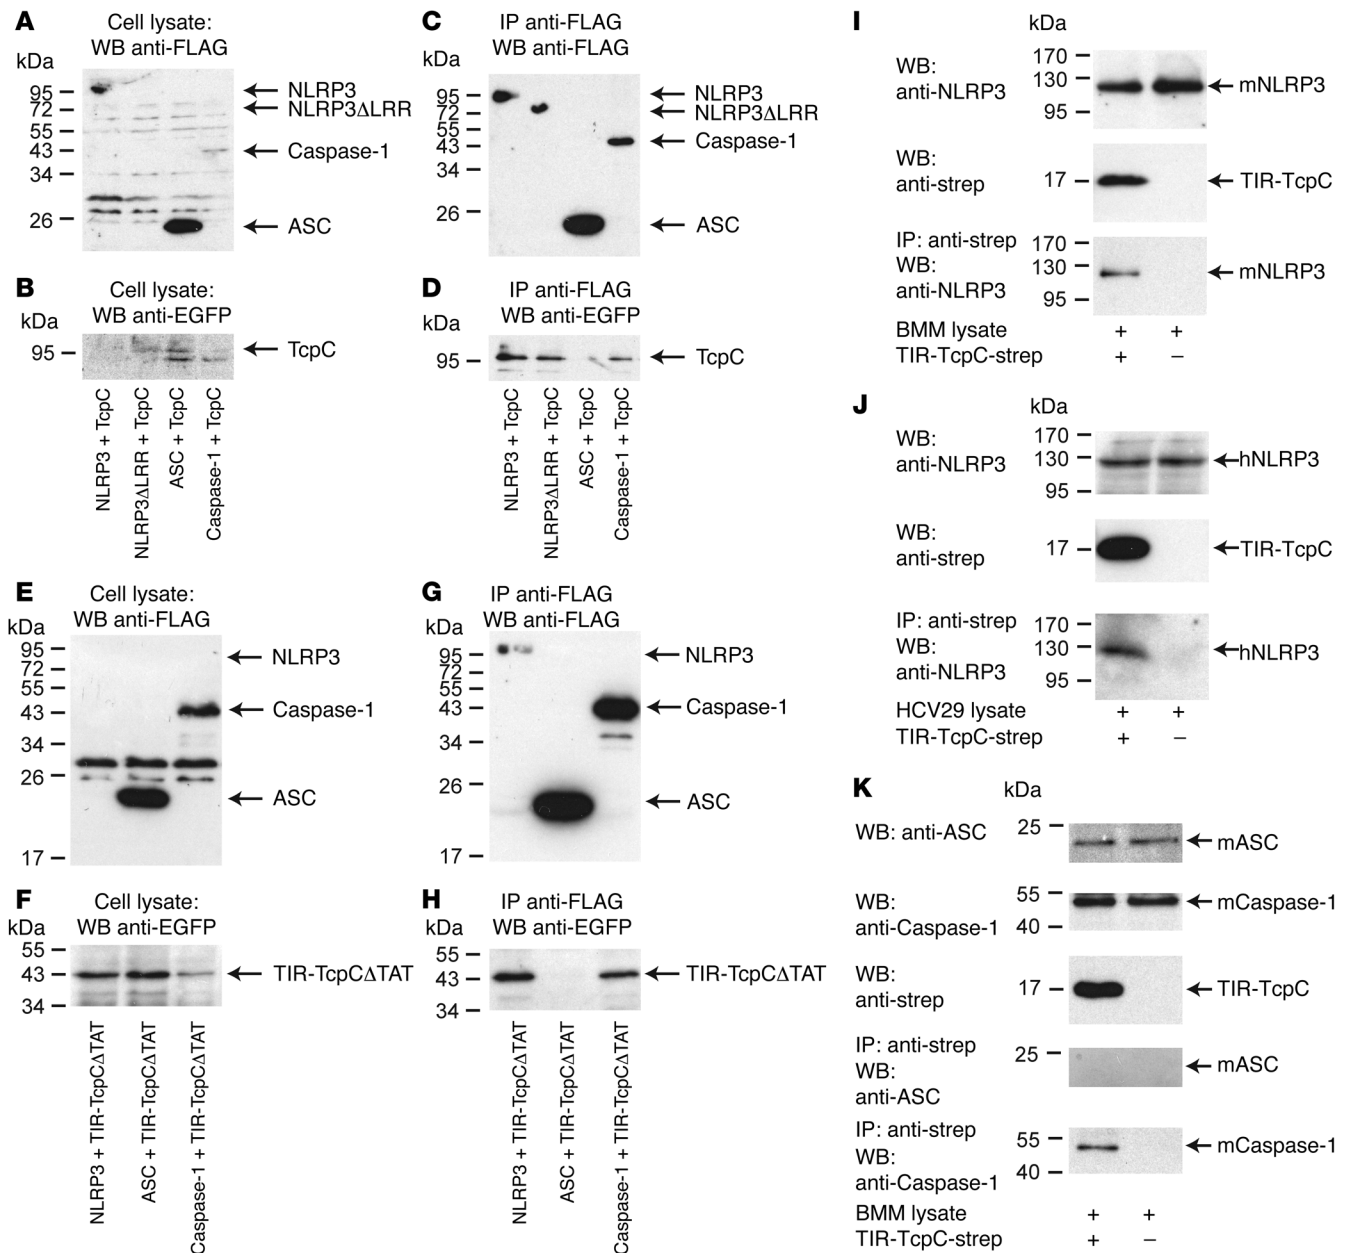 A
Cell lysate:
WB anti-FLAG
kDa
95
72
55
43
34
26
NLRP3
NLRP3ΔLRR
Caspase-1
ASC
B
Cell lysate:
WB anti-EGFP
kDa
95
TcpC
NLRP3 + TcpC
NLRP3ΔLRR + TcpC
ASC + TcpC
Caspase-1 + TcpC
C
IP anti-FLAG
WB anti-FLAG
kDa
95
72
55
43
34
26
NLRP3
NLRP3ΔLRR
Caspase-1
ASC
D
IP anti-FLAG
WB anti-EGFP
kDa
95
TcpC
NLRP3 + TcpC
NLRP3ΔLRR + TcpC
ASC + TcpC
Caspase-1 + TcpC
E
Cell lysate:
WB anti-FLAG
kDa
95
72
55
43
34
26
17
NLRP3
Caspase-1
ASC
F
Cell lysate:
WB anti-EGFP
kDa
55
43
34
TIR-TcpCΔTAT
NLRP3 + TIR-TcpCΔTAT
ASC + TIR-TcpCΔTAT
Caspase-1 + TIR-TcpCΔTAT
G
IP anti-FLAG
WB anti-FLAG
kDa
95
72
55
43
34
26
17
NLRP3
Caspase-1
ASC
H
IP anti-FLAG
WB anti-EGFP
kDa
55
43
34
TIR-TcpCΔTAT
NLRP3 + TIR-TcpCΔTAT
ASC + TIR-TcpCΔTAT
Caspase-1 + TIR-TcpCΔTAT
I
kDa
WB:
anti-NLRP3
170
130
95
mNLRP3
WB:
anti-strep
17
TIR-TcpC
IP: anti-strep
WB:
anti-NLRP3
170
130
95
mNLRP3
BMM lysate + +
TIR-TcpC-strep + −
J
kDa
WB:
anti-NLRP3
170
130
95
hNLRP3
WB:
anti-strep
17
TIR-TcpC
IP: anti-strep
WB:
anti-NLRP3
170
130
95
hNLRP3
HCV29 lysate + +
TIR-TcpC-strep + −
K
kDa
WB: anti-ASC
25
mASC
WB:
anti-Caspase-1
55
40
mCaspase-1
WB:
anti-strep
17
TIR-TcpC
IP: anti-strep
WB:
anti-ASC
25
mASC
IP: anti-strep
WB:
anti-Caspase-1
55
40
mCaspase-1
BMM lysate + +
TIR-TcpC-strep + −